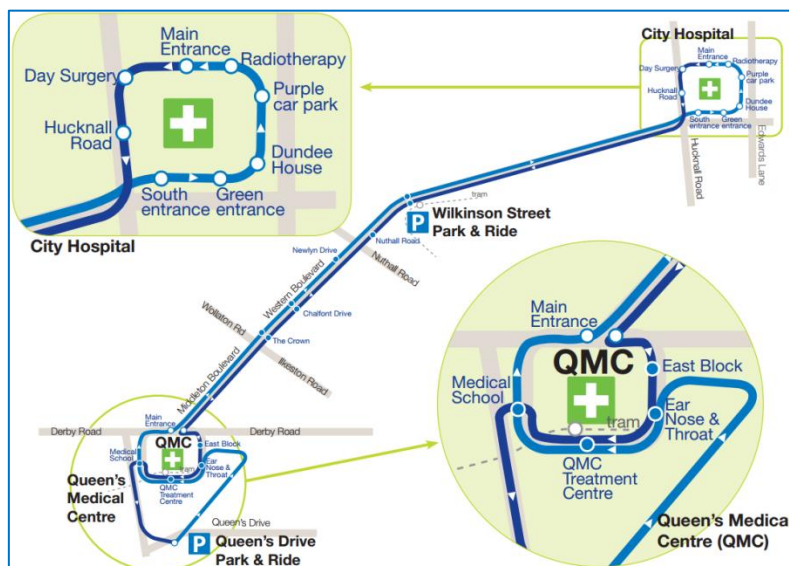 Main
Entrance
Radiotherapy
Day Surgery
Purple
car park
Hucknall
Road
Dundee
House
South
entrance
Green
entrance
City Hospital
City Hospital
Main
Entrance
Radiotherapy
Day Surgery
Purple
car park
Hucknall
Road
Dundee
House
South
entrance
Green
entrance
Hucknall Road
Edwards Lane
tram
P
Wilkinson Street
Park & Ride
Nuthall Road
Nuthall Road
Newlyn Drive
Western Boulevard
Chalfont Drive
Wollaton Rd
The Crown
Ilkeston Road
Middleton Boulevard
Main
Entrance
Derby Road
Derby Road
QMC
East Block
Medical
School
tram
Ear
Nose &
Throat
QMC
Treatment
Centre
Queen's
Medical
Centre
Queen's Drive
P
Queen's Drive
Park & Ride
Main
Entrance
QMC
East Block
Medical
School
Ear
Nose &
Throat
tram
QMC
Treatment
Centre
Queen's Medical
Centre (QMC)